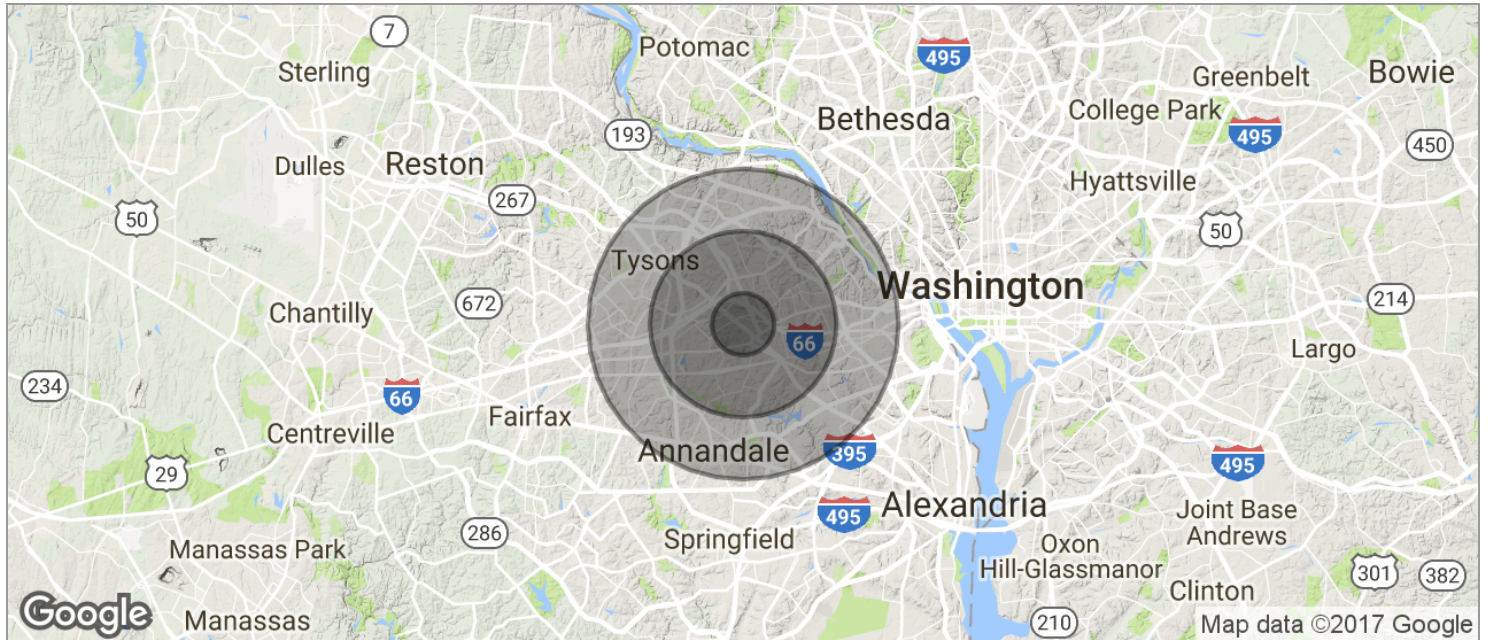 7
Potomac
495
Sterling
Greenbelt
Bowie
College Park
Bethesda
193
495
450
Dulles
Reston
Hyattsville
267
50
50
Tysons
Washington
672
Chantilly
214
66
Largo
234
66
Fairfax
Centreville
Annandale
395
29
495
Alexandria
495
Joint Base
Andrews
286
Springfield
Manassas Park
Oxon
Hill-Glassmanor
301
382
Clinton
Google
Manassas
210
Map data ©2017 Google